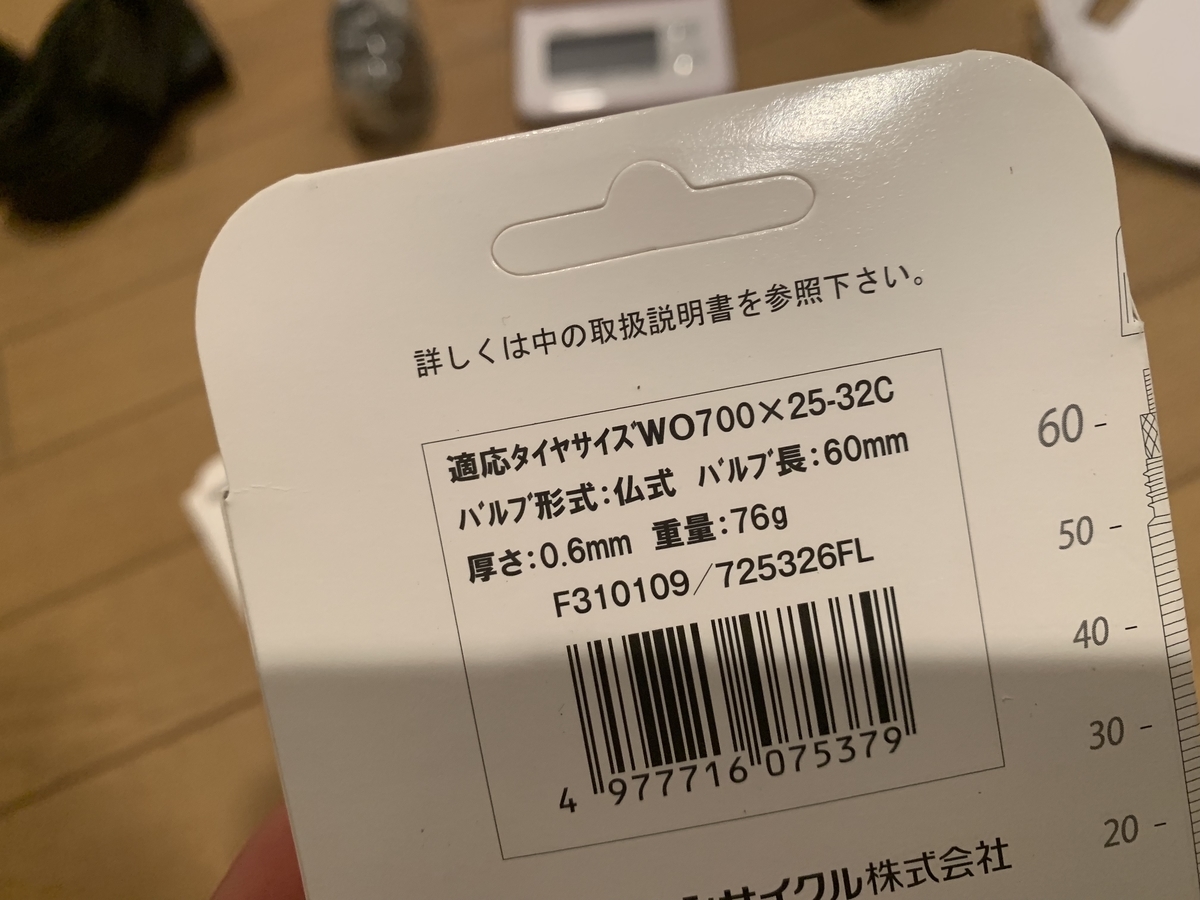 詳しくは中の取扱説明書を参照下さい。
適応ﾀｲﾔｻｲｽﾞWO700×25-32C
ﾊﾞﾙﾌﾞ形式:仏式 ﾊﾞﾙﾌﾞ長:60mm
厚さ:0.6mm 重量:76g
F310109/725326FL
4 977716 075379
サイクル株式会社
60
50
40
30
20